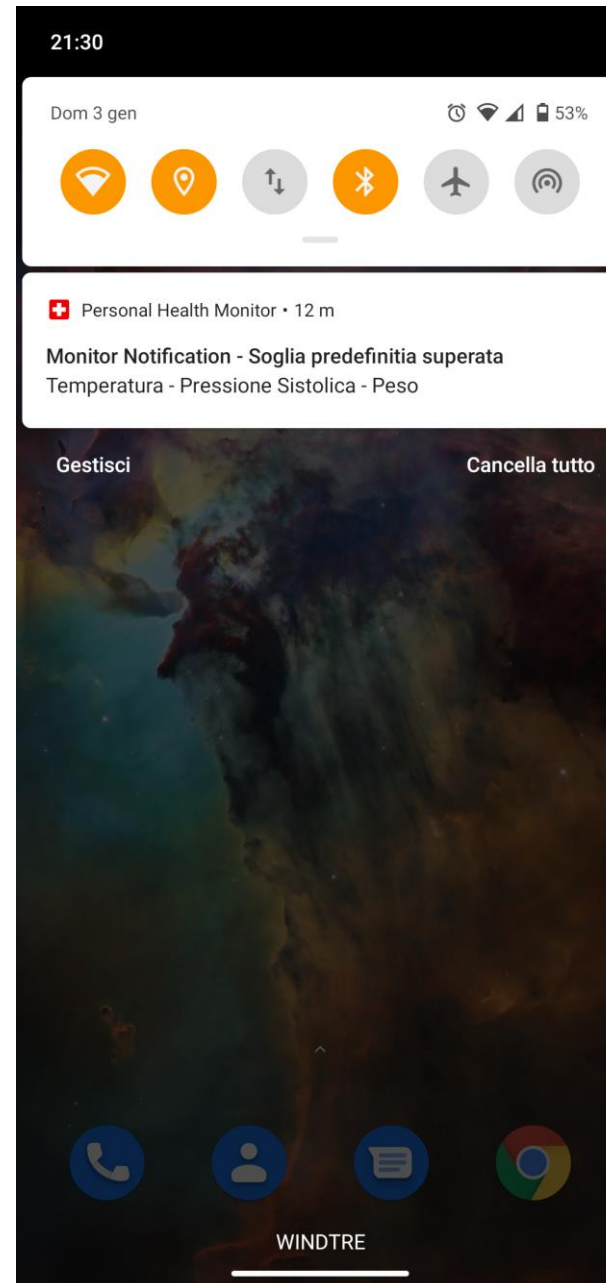 21:30
Dom 3 gen 53%
Personal Health Monitor • 12 m
Monitor Notification - Soglia predefinitia superata
Temperatura - Pressione Sistolica - Peso
Gestisci Cancella tutto
WINDTRE